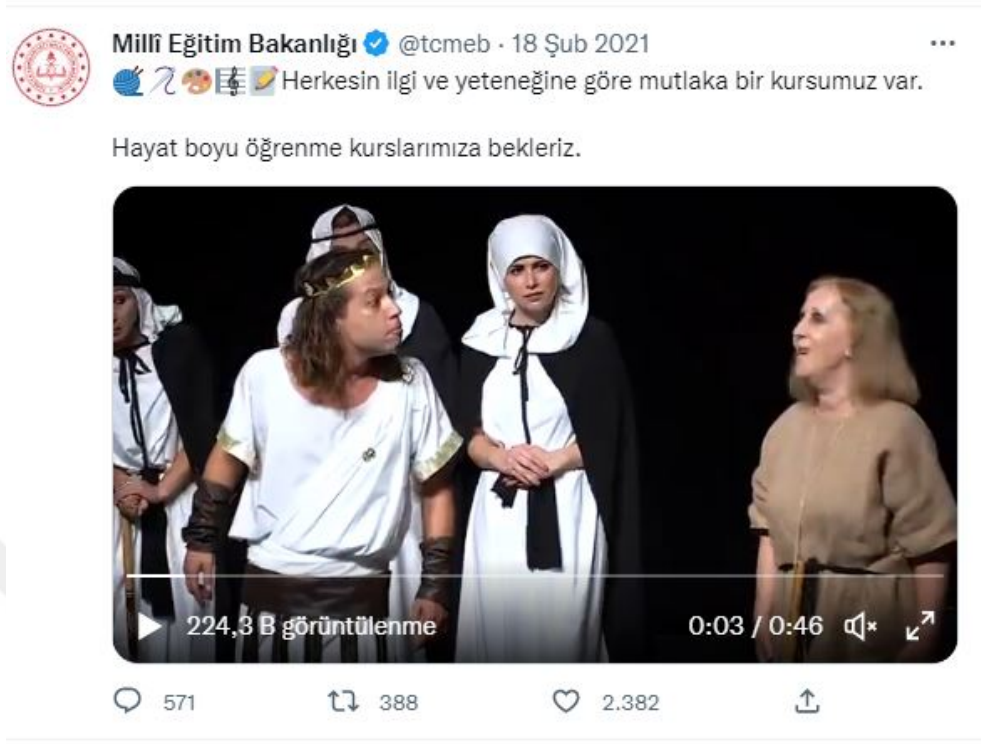 Millî Eğitim Bakanlığı @tcmeb · 18 Şub 2021
Herkesin ilgi ve yeteneğine göre mutlaka bir kursumuz var.
Hayat boyu öğrenme kurslarımıza bekleriz.
224,3 B görüntülenme 0:03 / 0:46
571 388 2.382